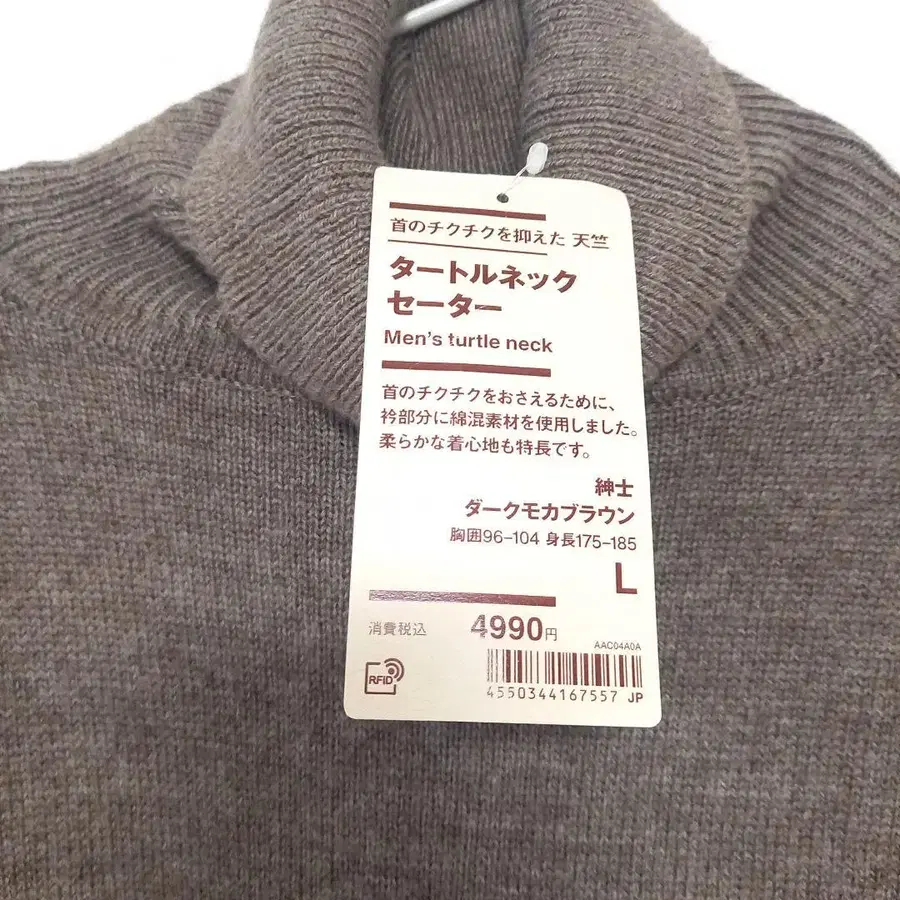 首のチクチクを抑えた 天竺
タートルネック
セーター
Men's turtle neck
首のチクチクをおさえるために、
衿部分に綿混素材を使用しました。
柔らかな着心地も特長です。
紳士
ダークモカブラウン
胸囲96-104 身長175-185
L
消費税込 4990円
AAC04A0A
RFID
4550344167557 JP